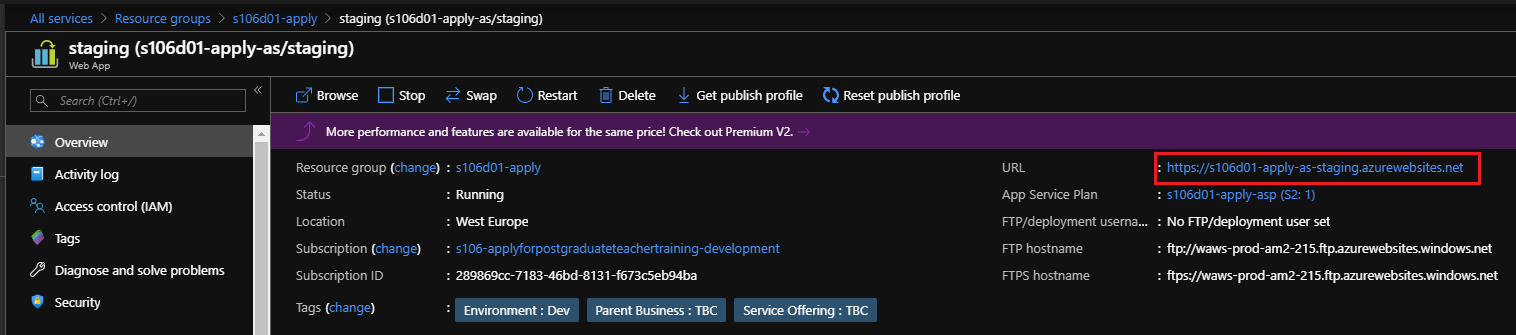 All services > Resource groups > s106d01-apply > staging (s106d01-apply-as/staging)
staging (s106d01-apply-as/staging)
Web App
Search (Ctrl+/)
«
Overview
Activity log
Access control (IAM)
Tags
Diagnose and solve problems
Security
Browse Stop Swap Restart Delete Get publish profile Reset publish profile
More performance and features are available for the same price! Check out Premium V2. →
Resource group (change) : s106d01-apply
Status : Running
Location : West Europe
Subscription (change) : s106-applyforpostgraduateteachertraining-development
Subscription ID : 289869cc-7183-46bd-8131-f673c5eb94ba
Tags (change) : Environment : Dev Parent Business : TBC Service Offering : TBC
URL : https://s106d01-apply-as-staging.azurewebsites.net
App Service Plan : s106d01-apply-asp (S2: 1)
FTP/deployment userna... : No FTP/deployment user set
FTP hostname : ftp://waws-prod-am2-215.ftp.azurewebsites.windows.net
FTPS hostname : ftps://waws-prod-am2-215.ftp.azurewebsites.windows.net